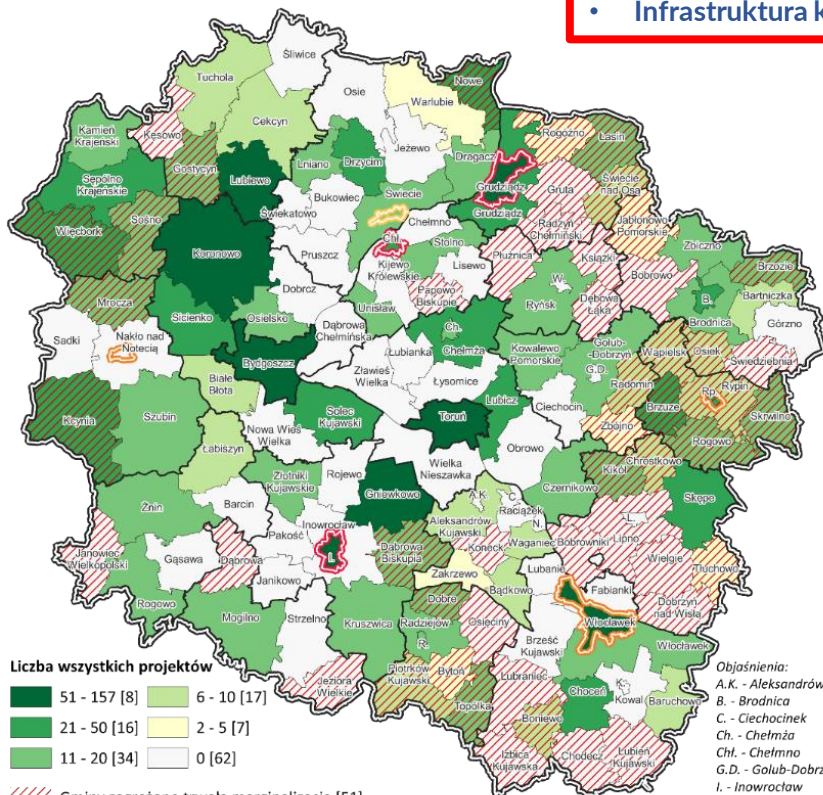 • Infrastruktura k
Śliwice
Tuchola
Osie
Nowe
Warlubie
Kęsowo
Cekcyn
Kamień
Krajeński
Jeżewo
Rogoźno
Łasin
Gostycyn
Lniano
Drzycim
Dragacz
Sępolno
Krajeńskie
Lubiewo
Bukowiec
Świecie
Grudziądz
Gruta
Świecie
nad Osą
Świekatowo
Chełmno
Grudziądz
Radzyń
Chełmiński
Jabłonowo
Pomorskie
Więcbork
Sośno
Koronowo
Pruszcz
Chł.
Stolno
Zbiczno
Kijewo
Królewskie
Lisewo
Płużnica
Książki
Bobrowo
Brzozie
Mrocza
Dobrcz
Unisław
Papowo
Biskupie
W.
Ryńsk
Dębowa
Łąka
B.
Bartniczka
Brodnica
Górzno
Sicienko
Osielsko
Dąbrowa
Chełmińska
Ch.
Chełmża
Sadki
Nakło nad
Notecią
Kowalewo
Pomorskie
Golub-
Dobrzyń
Wąpielsk
Osiek
Świedziebnia
Bydgoszcz
Łubianka
G.D.
Zławieś
Wielka
Łysomice
Radomin
Rp.
Rypin
Białe
Błota
Kcynia
Szubin
Solec
Kujawski
Toruń
Lubicz
Ciechocin
Brzuze
Skrwilno
Nowa Wieś
Wielka
Zbójno
Rogowo
Łabiszyn
Obrowo
Wielka
Nieszawka
Kikół
Chrostkowo
Złotniki
Kujawskie
Rojewo
Gniewkowo
Czernikowo
Skępe
Żnin
Barcin
A.K.
C.
Raciążek
Inowrocław
Aleksandrów
Kujawski
N.
L.
Pakość
Waganiec
Bobrowniki
Lipno
Janowiec
Wielkopolski
Gąsawa
Dąbrowa
I.
Dąbrowa
Biskupia
Koneck
Wielgie
Janikowo
Lubanie
Tłuchowo
Zakrzewo
Bądkowo
Fabianki
Rogowo
Dobre
Dobrzyń
nad Wisłą
Mogilno
Strzelno
Kruszwica
Radziejów
Osięciny
Włocławek
R.
Brześć
Kujawski
Włocławek
Liczba wszystkich projektów
Jeziora
Wielkie
Piotrków
Kujawski
Bytoń
Lubraniec
Objaśnienia:
51 - 157 [8] 6 - 10 [17]
Choceń
K.
Kowal
Baruchowo
A.K. - Aleksandrów
Topólka
Boniewo
B. - Brodnica
21 - 50 [16] 2 - 5 [7]
C. - Ciechocinek
Izbica
Kujawska
Chodecz
Lubień
Kujawski
Ch. - Chełmża
11 - 20 [34] 0 [62]
Chł. - Chełmno
G.D. - Golub-Dobrz
Gminy zagrożone trwałą marginalizacją [51]
I. - Inowrocław